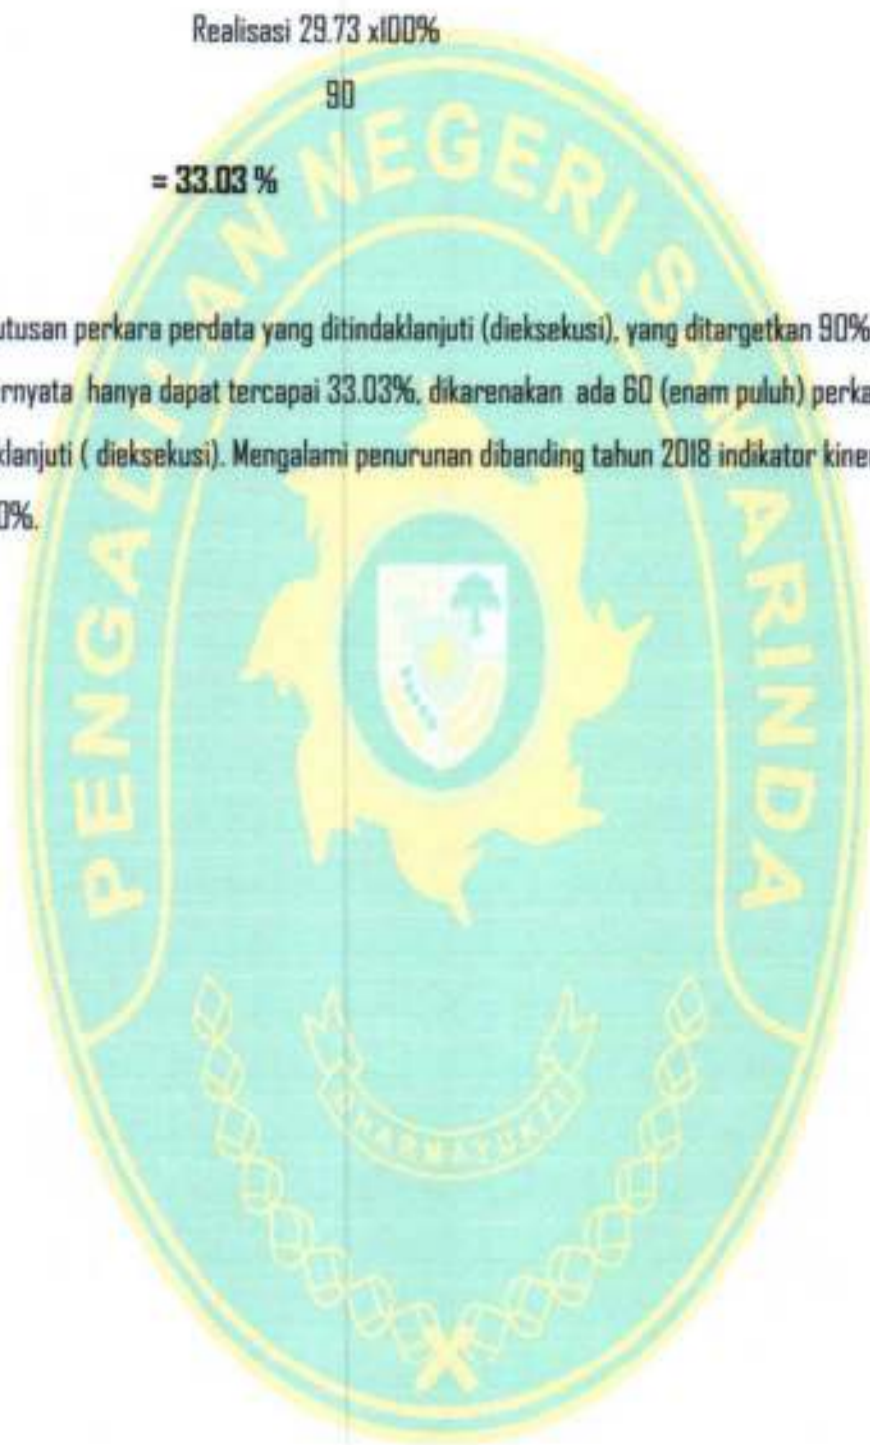 Realisasi 29.73 x100%
90
= 33.03 %
utusan perkara perdata yang ditindaklanjuti (dieksekusi), yang ditargetkan 90%
rnyata hanya dapat tercapai 33.03%, dikarenakan ada 60 (enam puluh) perka
klanjuti ( dieksekusi). Mengalami penurunan dibanding tahun 2018 indikator kiner
0%.
PENGADILAN NEGERI SAMARINDA
DHARMAYUKTI